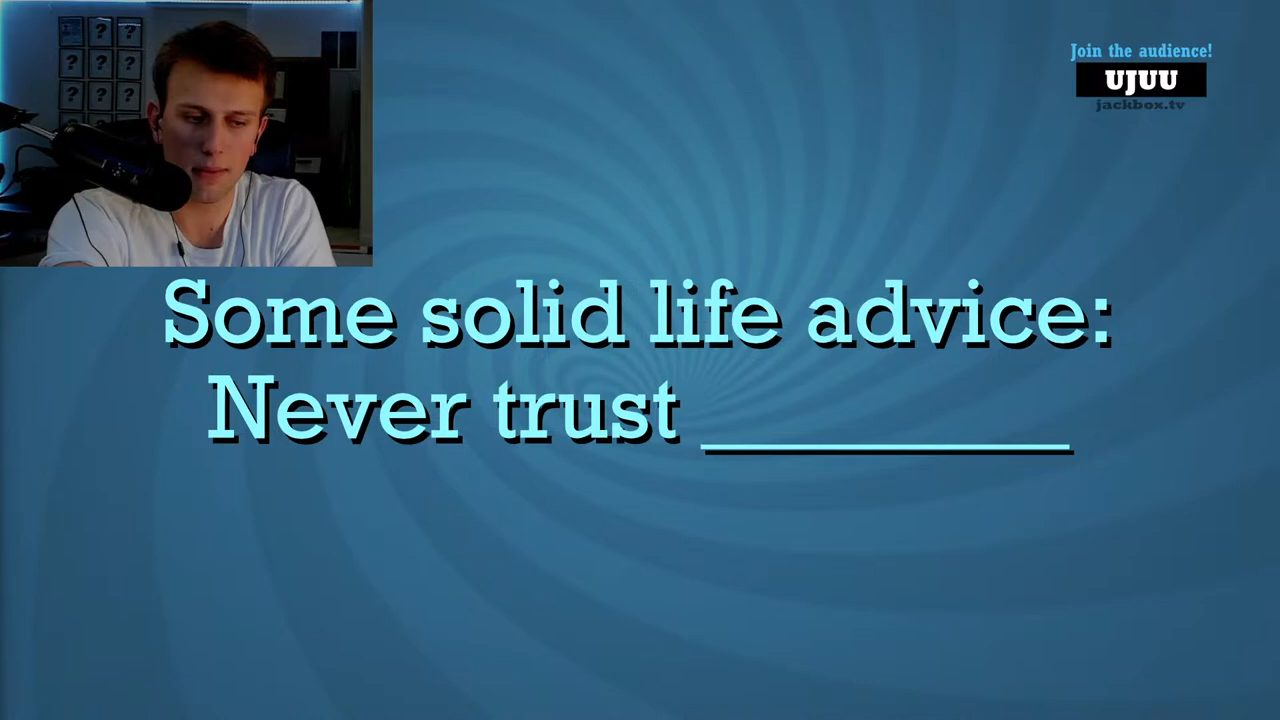 Join the audience!
UJUU
jackbox.tv
Some solid life advice:
Never trust __________
? ?
? ? ?
? ? ?